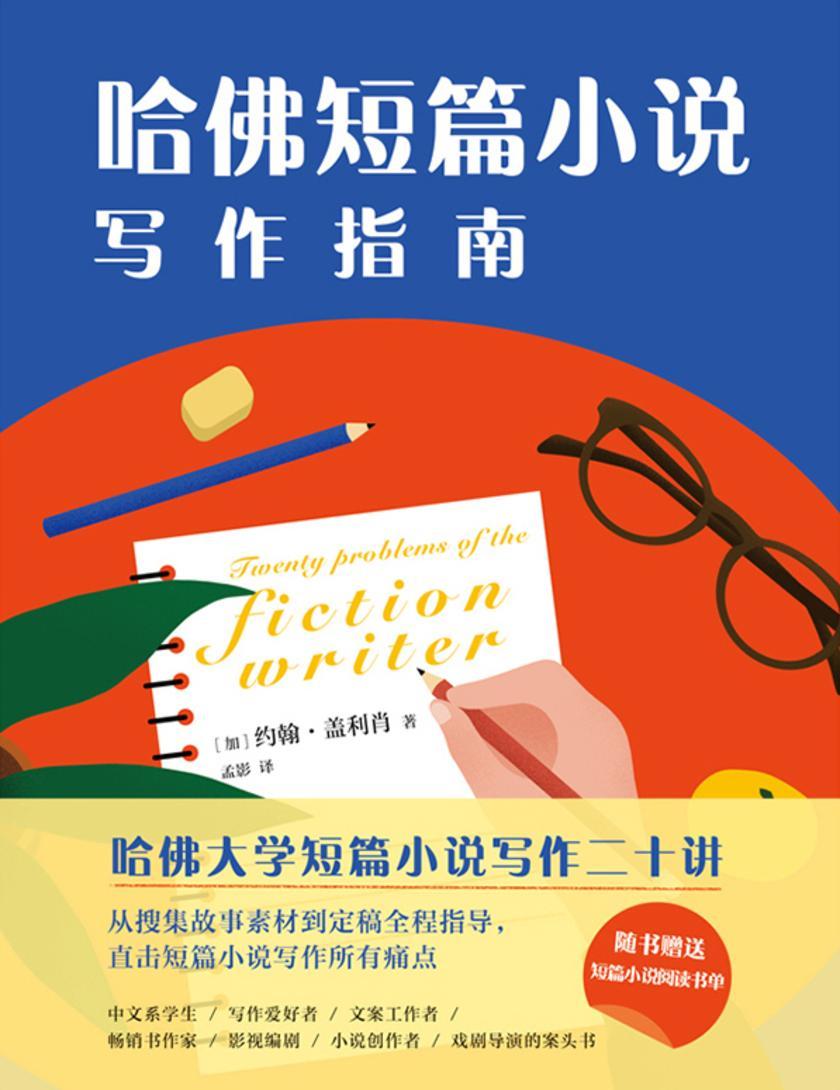 哈佛短篇小说
写作指南
Twenty problems of the
fiction
writer
[加]约翰·盖利肖 著
孟影 译
哈佛大学短篇小说写作二十讲
从搜集故事素材到定稿全程指导，
直击短篇小说写作所有痛点
随书赠送
短篇小说阅读书单
中文系学生 / 写作爱好者 / 文案工作者 /
畅销书作家 / 影视编剧 / 小说创作者 / 戏剧导演的案头书